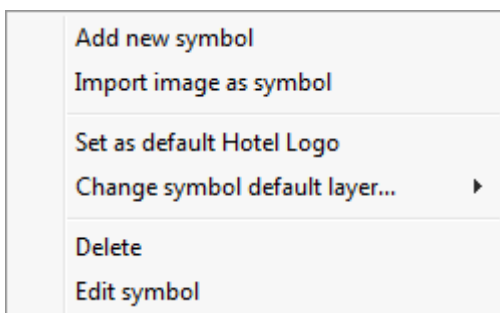 Add new symbol
Import image as symbol
Set as default Hotel Logo
Change symbol default layer...
Delete
Edit symbol